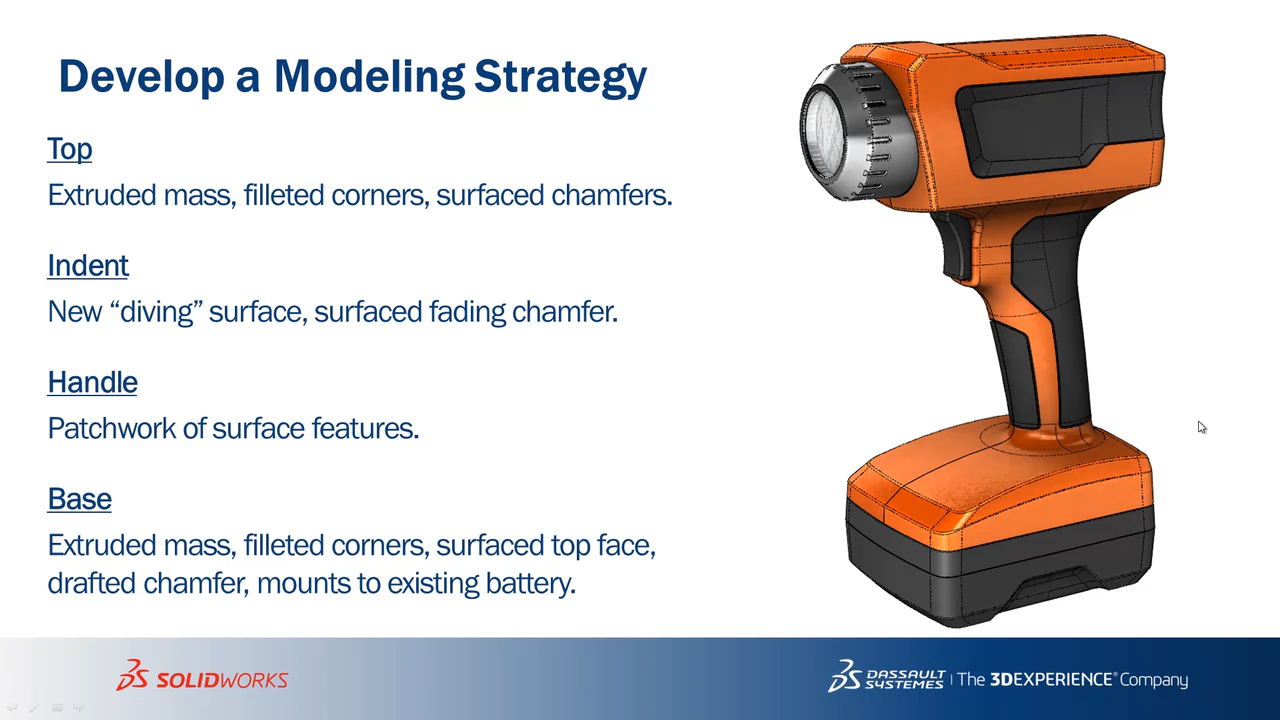 Develop a Modeling Strategy
Top
Extruded mass, filleted corners, surfaced chamfers.
Indent
New “diving” surface, surfaced fading chamfer.
Handle
Patchwork of surface features.
Base
Extruded mass, filleted corners, surfaced top face,
drafted chamfer, mounts to existing battery.
SOLIDWORKS
DASSAULT SYSTEMES | The 3DEXPERIENCE® Company